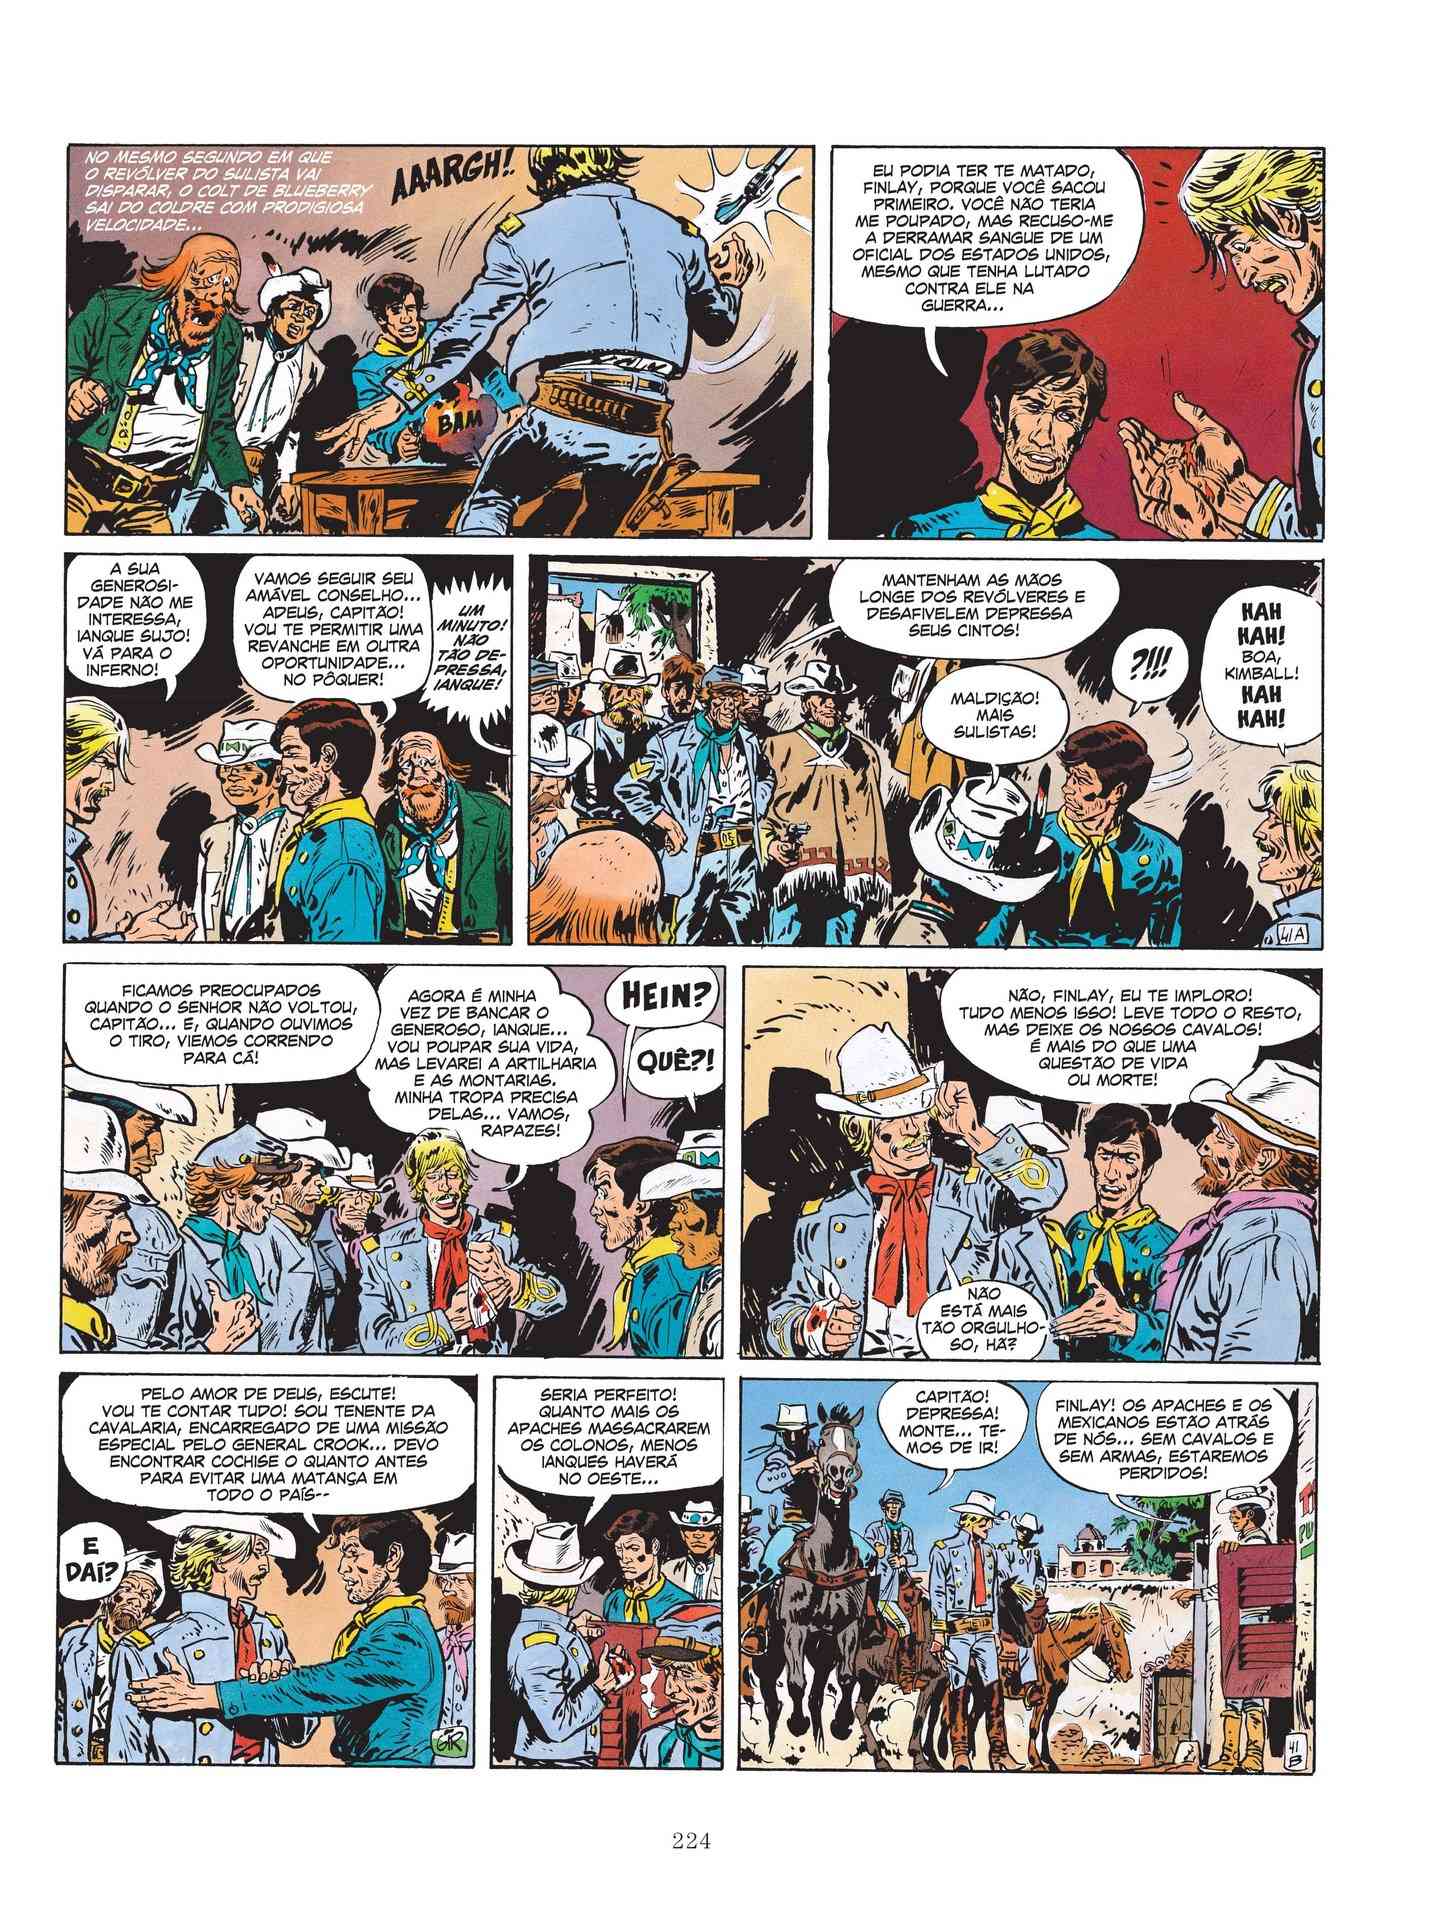 NO MESMO SEGUNDO EM QUE
O REVÓLVER DO SULISTA VAI
DISPARAR, O COLT DE BLUEBERRY
SAI DO COLDRE COM PRODIGIOSA
VELOCIDADE...
AAARGH!
BAM
EU PODIA TER TE MATADO,
FINLAY, PORQUE VOCÊ SACOU
PRIMEIRO. VOCÊ NÃO TERIA
ME POUPADO, MAS RECUSO-ME
A DERRAMAR SANGUE DE UM
OFICIAL DOS ESTADOS UNIDOS,
MESMO QUE TENHA LUTADO
CONTRA ELE NA
GUERRA...
A SUA
GENEROSI-
DADE NÃO ME
INTERESSA,
IANQUE SUJO!
VÁ PARA O
INFERNO!
VAMOS SEGUIR SEU
AMÁVEL CONSELHO...
ADEUS, CAPITÃO!
VOU TE PERMITIR UMA
REVANCHE EM OUTRA
OPORTUNIDADE...
NO PÔQUER!
UM
MINUTO!
NÃO
TÃO DE-
PRESSA,
IANQUE!
MANTENHAM AS MÃOS
LONGE DOS REVÓLVERES E
DESAFIVELEM DEPRESSA
SEUS CINTOS!
MALDIÇÃO!
MAIS
SULISTAS!
?!!!
HAH
HAH!
BOA,
KIMBALL!
HAH
HAH!
41A
FICAMOS PREOCUPADOS
QUANDO O SENHOR NÃO VOLTOU,
CAPITÃO... E, QUANDO OUVIMOS
O TIRO, VIEMOS CORRENDO
PARA CÁ!
AGORA É MINHA
VEZ DE BANCAR O
GENEROSO, IANQUE...
VOU POUPAR SUA VIDA,
MAS LEVAREI A ARTILHARIA
E AS MONTARIAS.
MINHA TROPA PRECISA
DELAS... VAMOS,
RAPAZES!
HEIN?
QUÊ?!
NÃO, FINLAY, EU TE IMPLORO!
TUDO MENOS ISSO! LEVE TODO O RESTO,
MAS DEIXE OS NOSSOS CAVALOS!
É MAIS DO QUE UMA
QUESTÃO DE VIDA
OU MORTE!
NÃO
ESTÁ MAIS
TÃO ORGULHO-
SO, HÃ?
PELO AMOR DE DEUS, ESCUTE!
VOU TE CONTAR TUDO! SOU TENENTE DA
CAVALARIA, ENCARREGADO DE UMA MISSÃO
ESPECIAL PELO GENERAL CROOK... DEVO
ENCONTRAR COCHISE O QUANTO ANTES
PARA EVITAR UMA MATANÇA EM
TODO O PAÍS--
E
DAÍ?
GIR
SERIA PERFEITO!
QUANTO MAIS OS
APACHES MASSACRAREM
OS COLONOS, MENOS
IANQUES HAVERÁ
NO OESTE...
CAPITÃO!
DEPRESSA!
MONTE... TE-
MOS DE IR!
FINLAY! OS APACHES E OS
MEXICANOS ESTÃO ATRÁS
DE NÓS... SEM CAVALOS E
SEM ARMAS, ESTAREMOS
PERDIDOS!
41
B
224